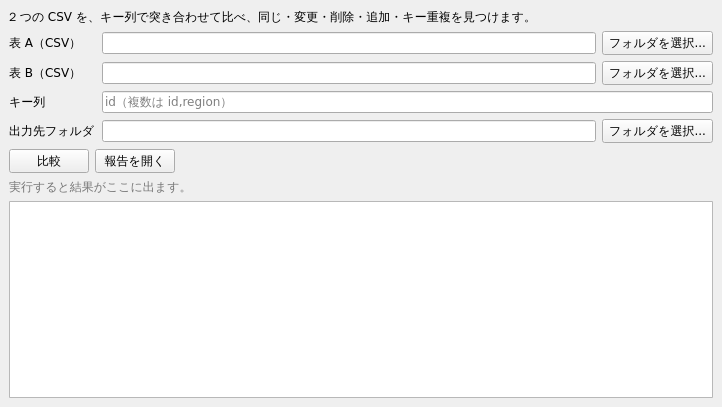 ２つの CSV を、キー列で突き合わせて比べ、同じ・変更・削除・追加・キー重複を見つけます。
表 A（CSV）
フォルダを選択...
表 B（CSV）
フォルダを選択...
キー列
id（複数は id,region）
出力先フォルダ
フォルダを選択...
比較
報告を開く
実行すると結果がここに出ます。